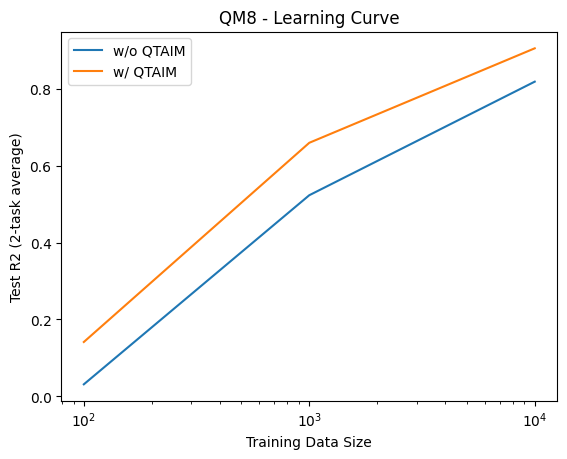 QM8 - Learning Curve
w/o QTAIM
w/ QTAIM
Test R2 (2-task average)
0.8
0.6
0.4
0.2
0.0
10²
10³
10⁴
Training Data Size